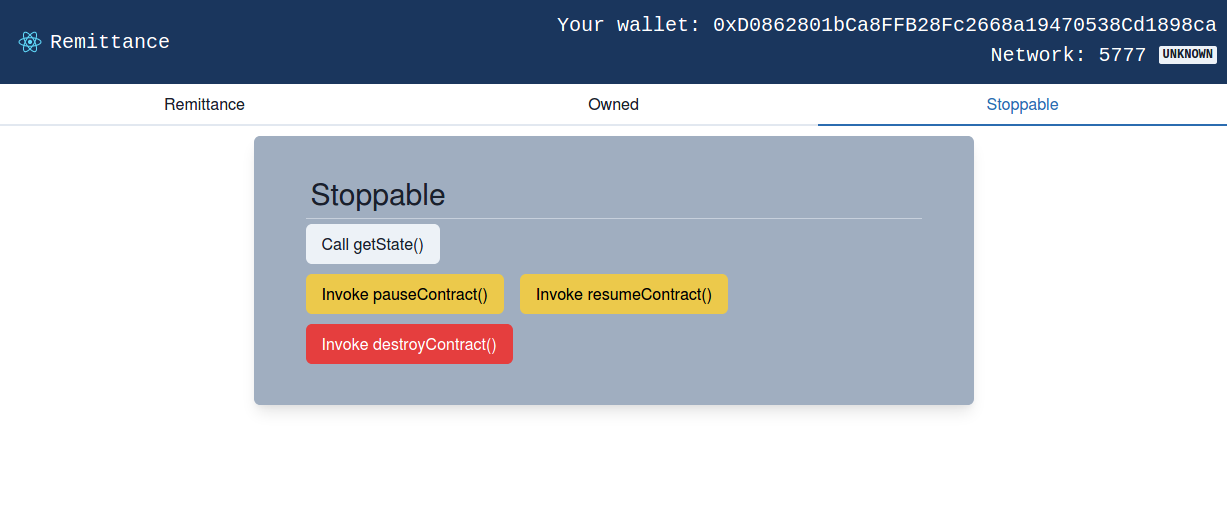 Remittance
Your wallet: 0xD0862801bCa8FFB28Fc2668a19470538Cd1898ca
Network: 5777 UNKNOWN
Remittance Owned Stoppable
Stoppable
Call getState()
Invoke pauseContract() Invoke resumeContract()
Invoke destroyContract()